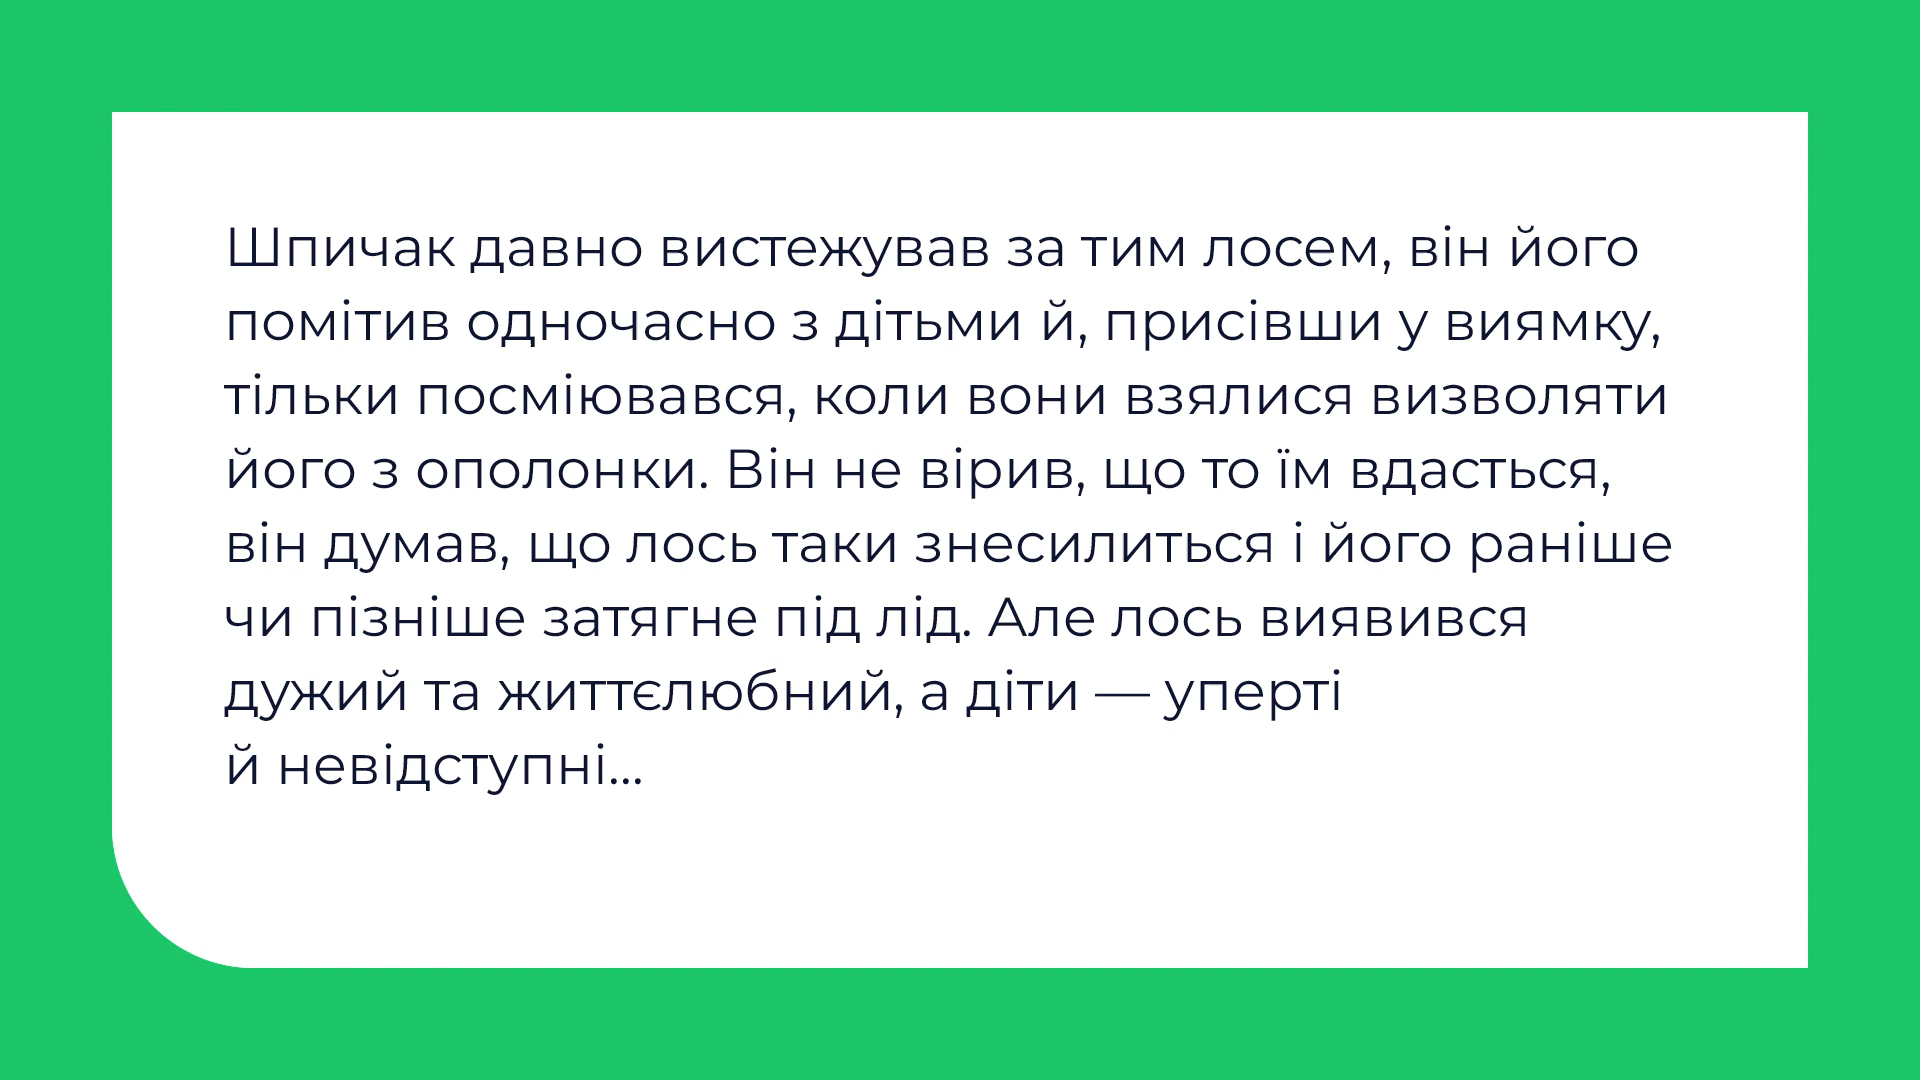 Шпичак давно вистежував за тим лосем, він його
помітив одночасно з дітьми й, присівши у виямку,
тільки посміювався, коли вони взялися визволяти
його з ополонки. Він не вірив, що то їм вдасться,
він думав, що лось таки знесилиться і його раніше
чи пізніше затягне під лід. Але лось виявився
дужий та життєлюбний, а діти — уперті
й невідступні...